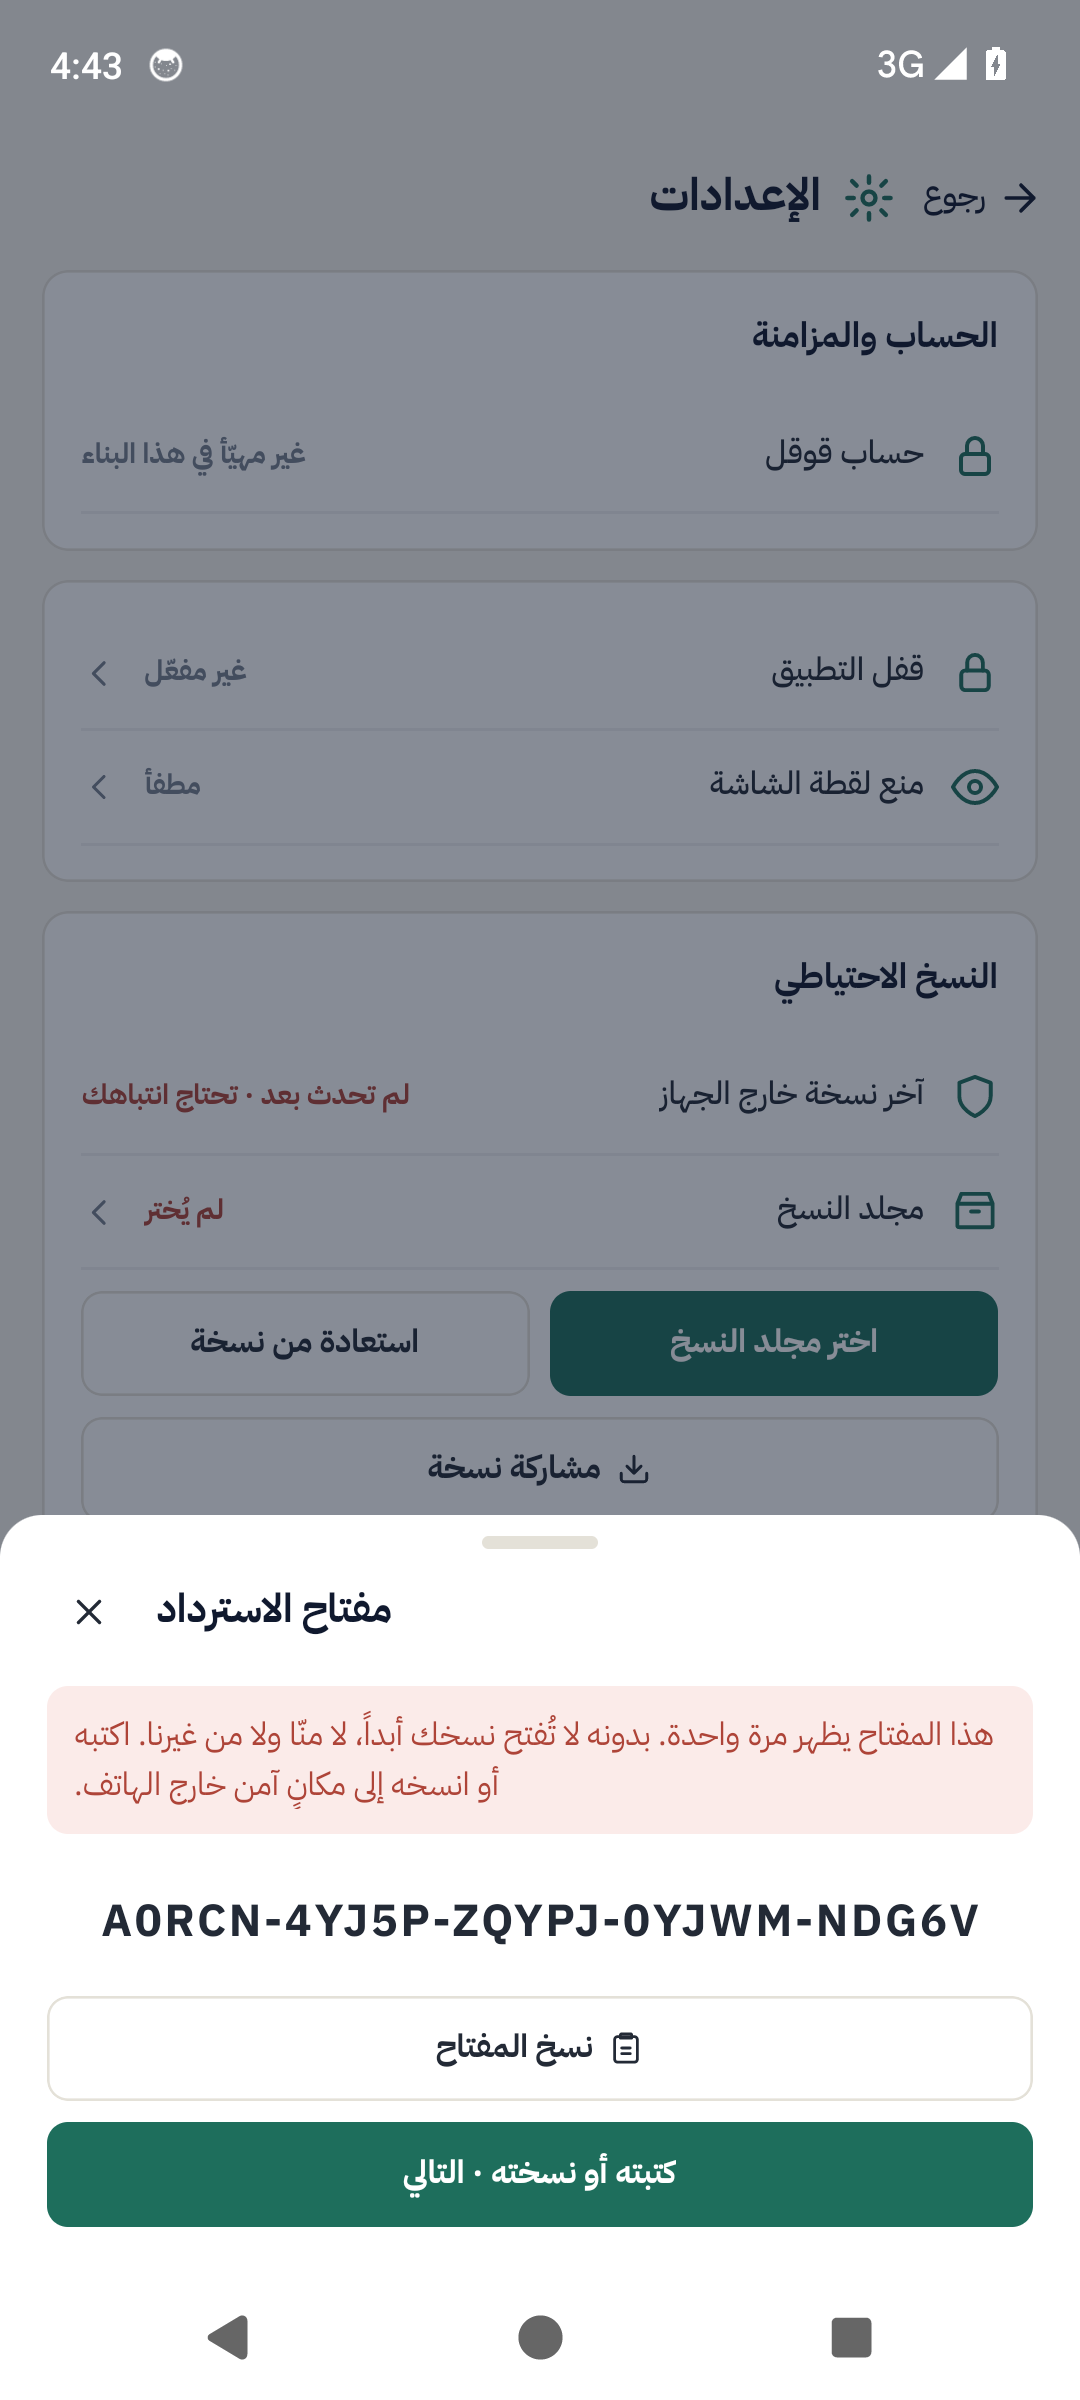 4:43
3G
رجوع
الإعدادات
الحساب والمزامنة
حساب قوقل
غير مهيّأ في هذا البناء
قفل التطبيق
غير مفعّل
منع لقطة الشاشة
مطفأ
النسخ الاحتياطي
آخر نسخة خارج الجهاز
لم تحدث بعد · تحتاج انتباهك
مجلد النسخ
لم يُختر
اختر مجلد النسخ
استعادة من نسخة
مشاركة نسخة
مفتاح الاسترداد
هذا المفتاح يظهر مرة واحدة. بدونه لا تُفتح نسخك أبداً، لا منّا ولا من غيرنا. اكتبه
أو انسخه إلى مكانٍ آمن خارج الهاتف.
A0RCN-4YJ5P-ZQYPJ-0YJWM-NDG6V
نسخ المفتاح
كتبته أو نسخته · التالي